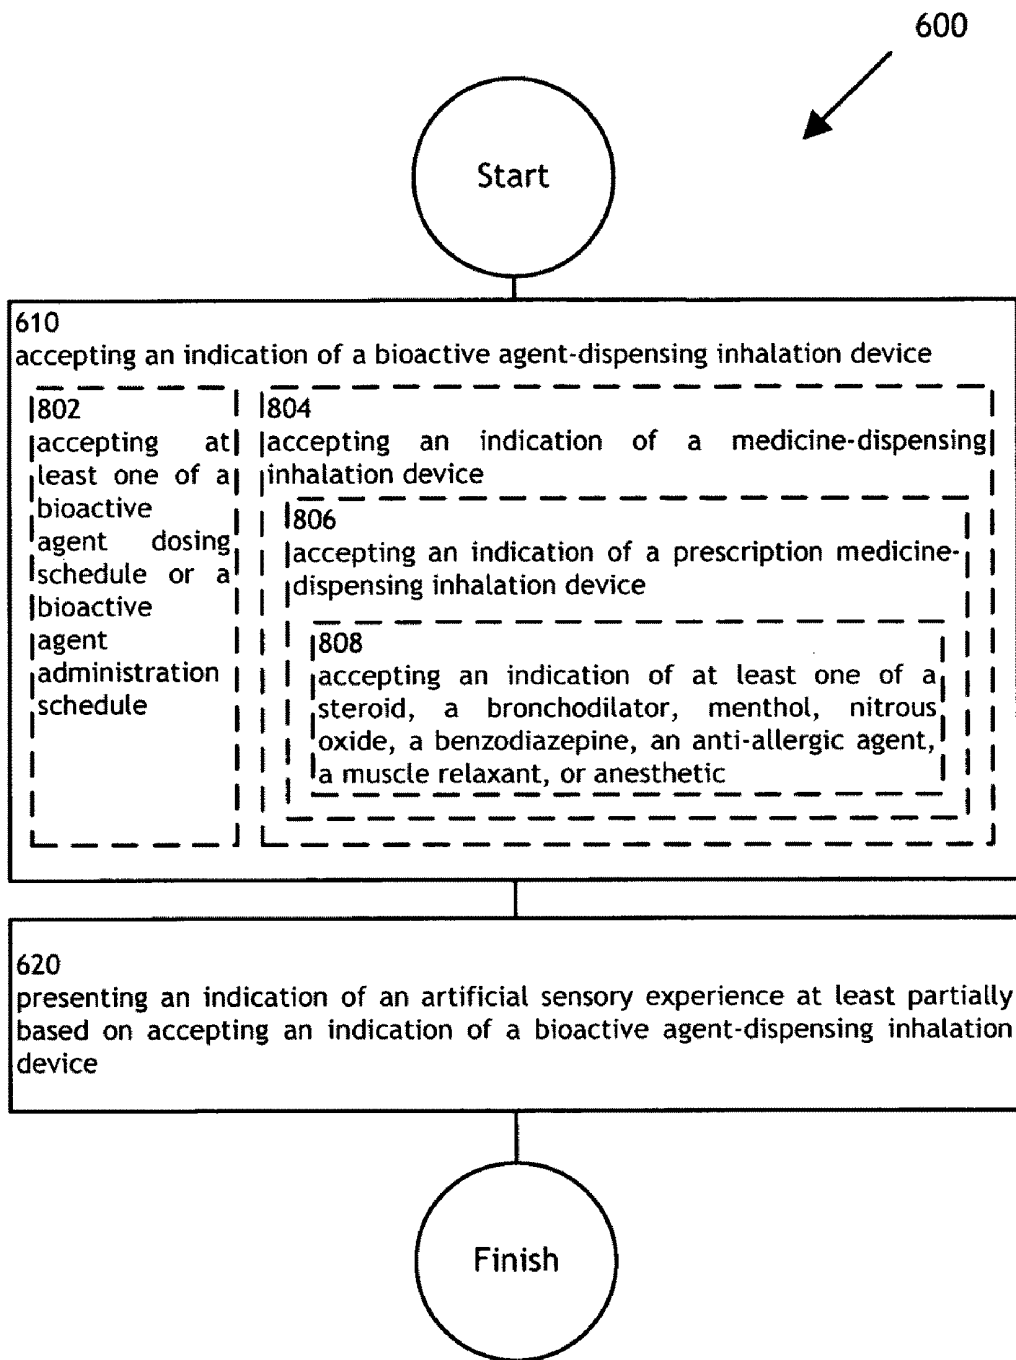 600
Start
610
accepting an indication of a bioactive agent-dispensing inhalation device
802
accepting at
least one of a
bioactive
agent dosing
schedule or a
bioactive
agent
administration
schedule
804
accepting an indication of a medicine-dispensing
inhalation device
806
accepting an indication of a prescription medicine-
dispensing inhalation device
808
accepting an indication of at least one of a
steroid, a bronchodilator, menthol, nitrous
oxide, a benzodiazepine, an anti-allergic agent,
a muscle relaxant, or anesthetic
620
presenting an indication of an artificial sensory experience at least partially
based on accepting an indication of a bioactive agent-dispensing inhalation
device
Finish